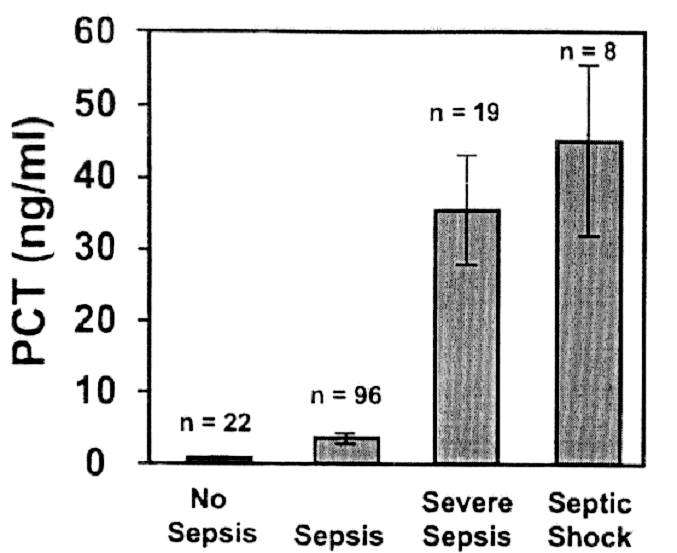 PCT (ng/ml)
60
50
40
30
20
10
0
n = 22
n = 96
n = 19
n = 8
No
Sepsis
Sepsis
Severe
Sepsis
Septic
Shock